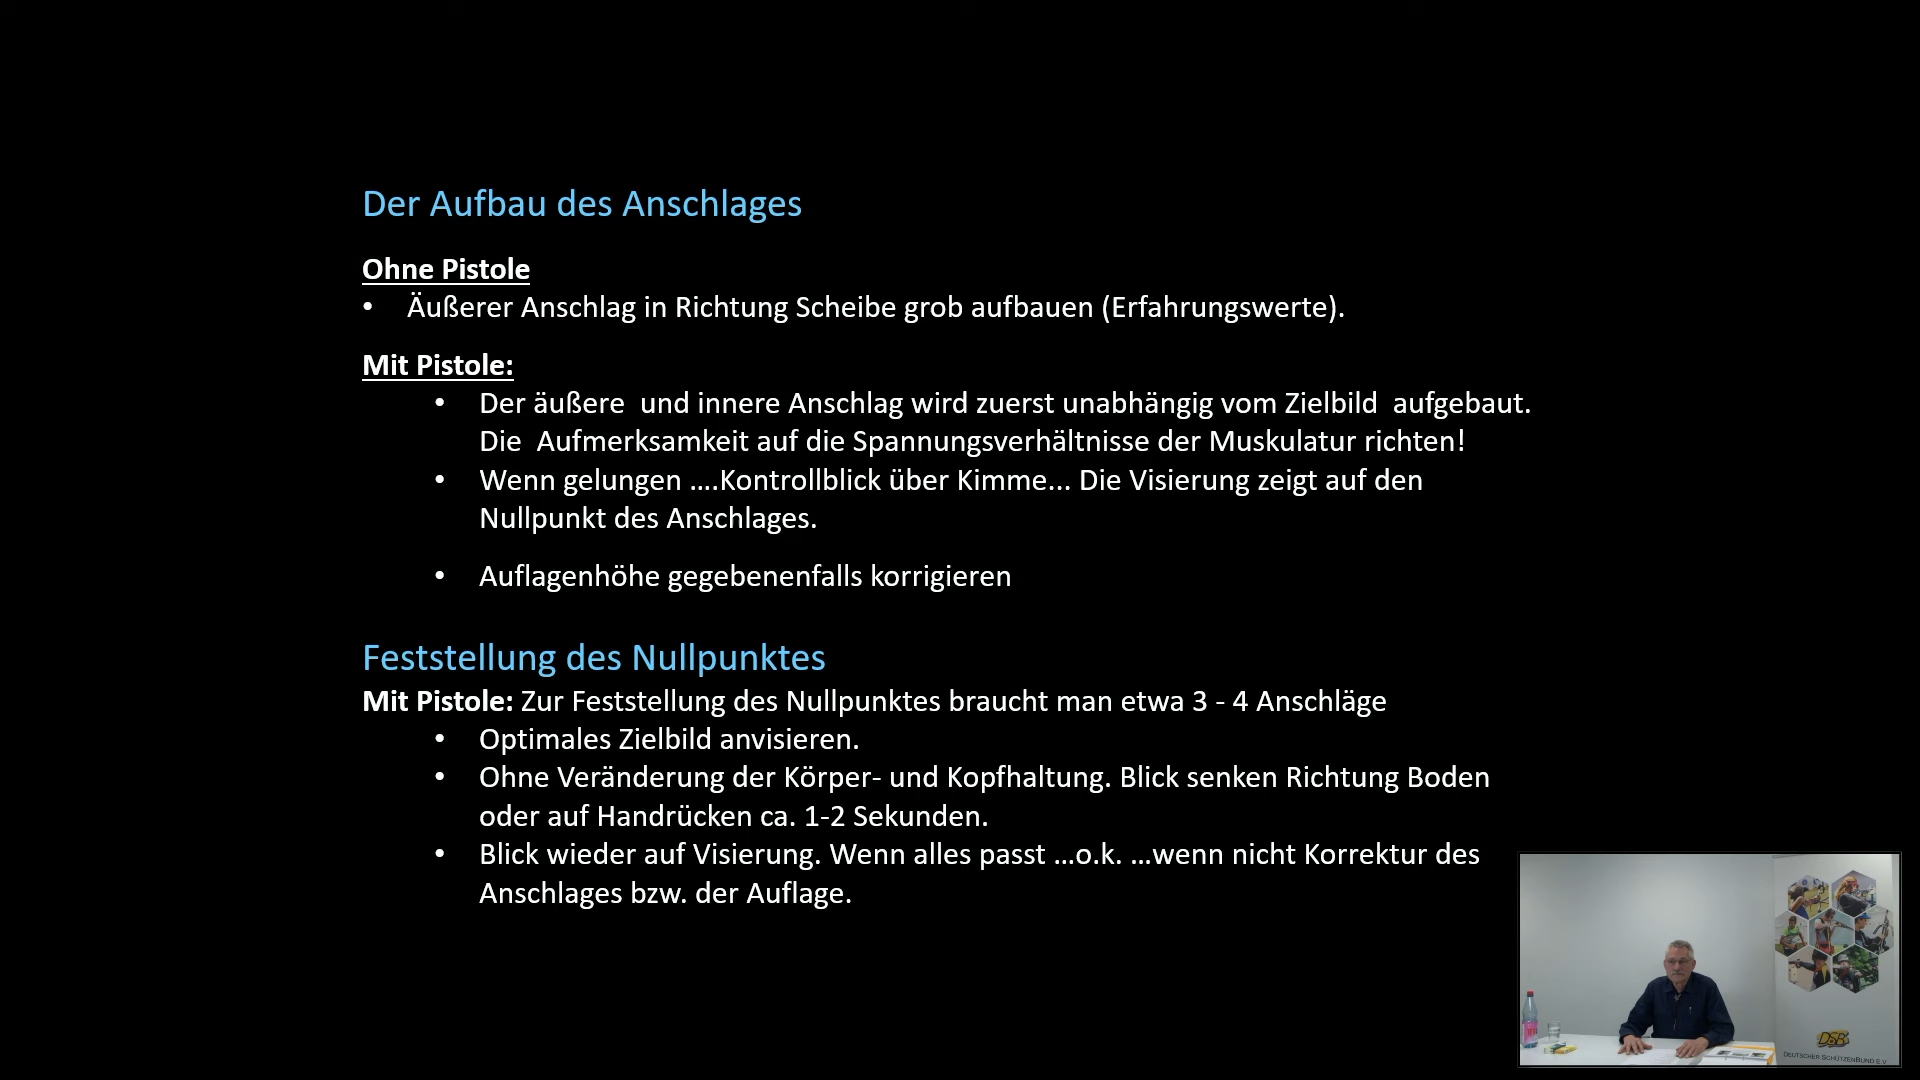 Der Aufbau des Anschlages
Ohne Pistole
• Äußerer Anschlag in Richtung Scheibe grob aufbauen (Erfahrungswerte).
Mit Pistole:
• Der äußere  und innere Anschlag wird zuerst unabhängig vom Zielbild  aufgebaut.
Die  Aufmerksamkeit auf die Spannungsverhältnisse der Muskulatur richten!
• Wenn gelungen ….Kontrollblick über Kimme... Die Visierung zeigt auf den
Nullpunkt des Anschlages.
• Auflagenhöhe gegebenenfalls korrigieren
Feststellung des Nullpunktes
Mit Pistole: Zur Feststellung des Nullpunktes braucht man etwa 3 - 4 Anschläge
• Optimales Zielbild anvisieren.
• Ohne Veränderung der Körper- und Kopfhaltung. Blick senken Richtung Boden
oder auf Handrücken ca. 1-2 Sekunden.
• Blick wieder auf Visierung. Wenn alles passt …o.k. …wenn nicht Korrektur des
Anschlages bzw. der Auflage.
DSB
DEUTSCHER SCHÜTZENBUND E.V.